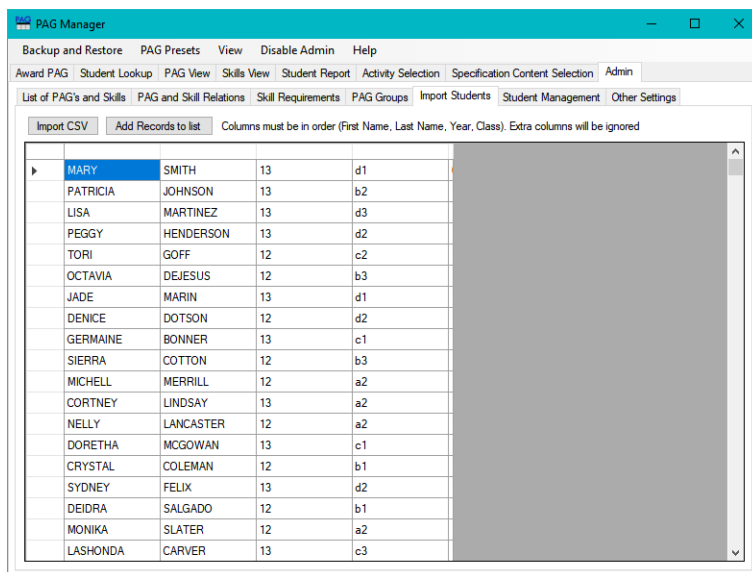 PAG PAG Manager
Backup and Restore PAG Presets View Disable Admin Help
Award PAG Student Lookup PAG View Skills View Student Report Activity Selection Specification Content Selection Admin
List of PAG's and Skills PAG and Skill Relations Skill Requirements PAG Groups Import Students Student Management Other Settings
Import CSV Add Records to list Columns must be in order (First Name, Last Name, Year, Class). Extra columns will be ignored
MARY SMITH 13 d1
PATRICIA JOHNSON 13 b2
LISA MARTINEZ 13 d3
PEGGY HENDERSON 13 d2
TORI GOFF 12 c2
OCTAVIA DEJESUS 12 b3
JADE MARIN 13 d1
DENICE DOTSON 12 d2
GERMAINE BONNER 13 c1
SIERRA COTTON 12 b3
MICHELL MERRILL 12 a2
CORTNEY LINDSAY 13 a2
NELLY LANCASTER 12 a2
DORETHA MCGOWAN 13 c1
CRYSTAL COLEMAN 12 b1
SYDNEY FELIX 13 d2
DEIDRA SALGADO 12 b1
MONIKA SLATER 12 a2
LASHONDA CARVER 13 c3